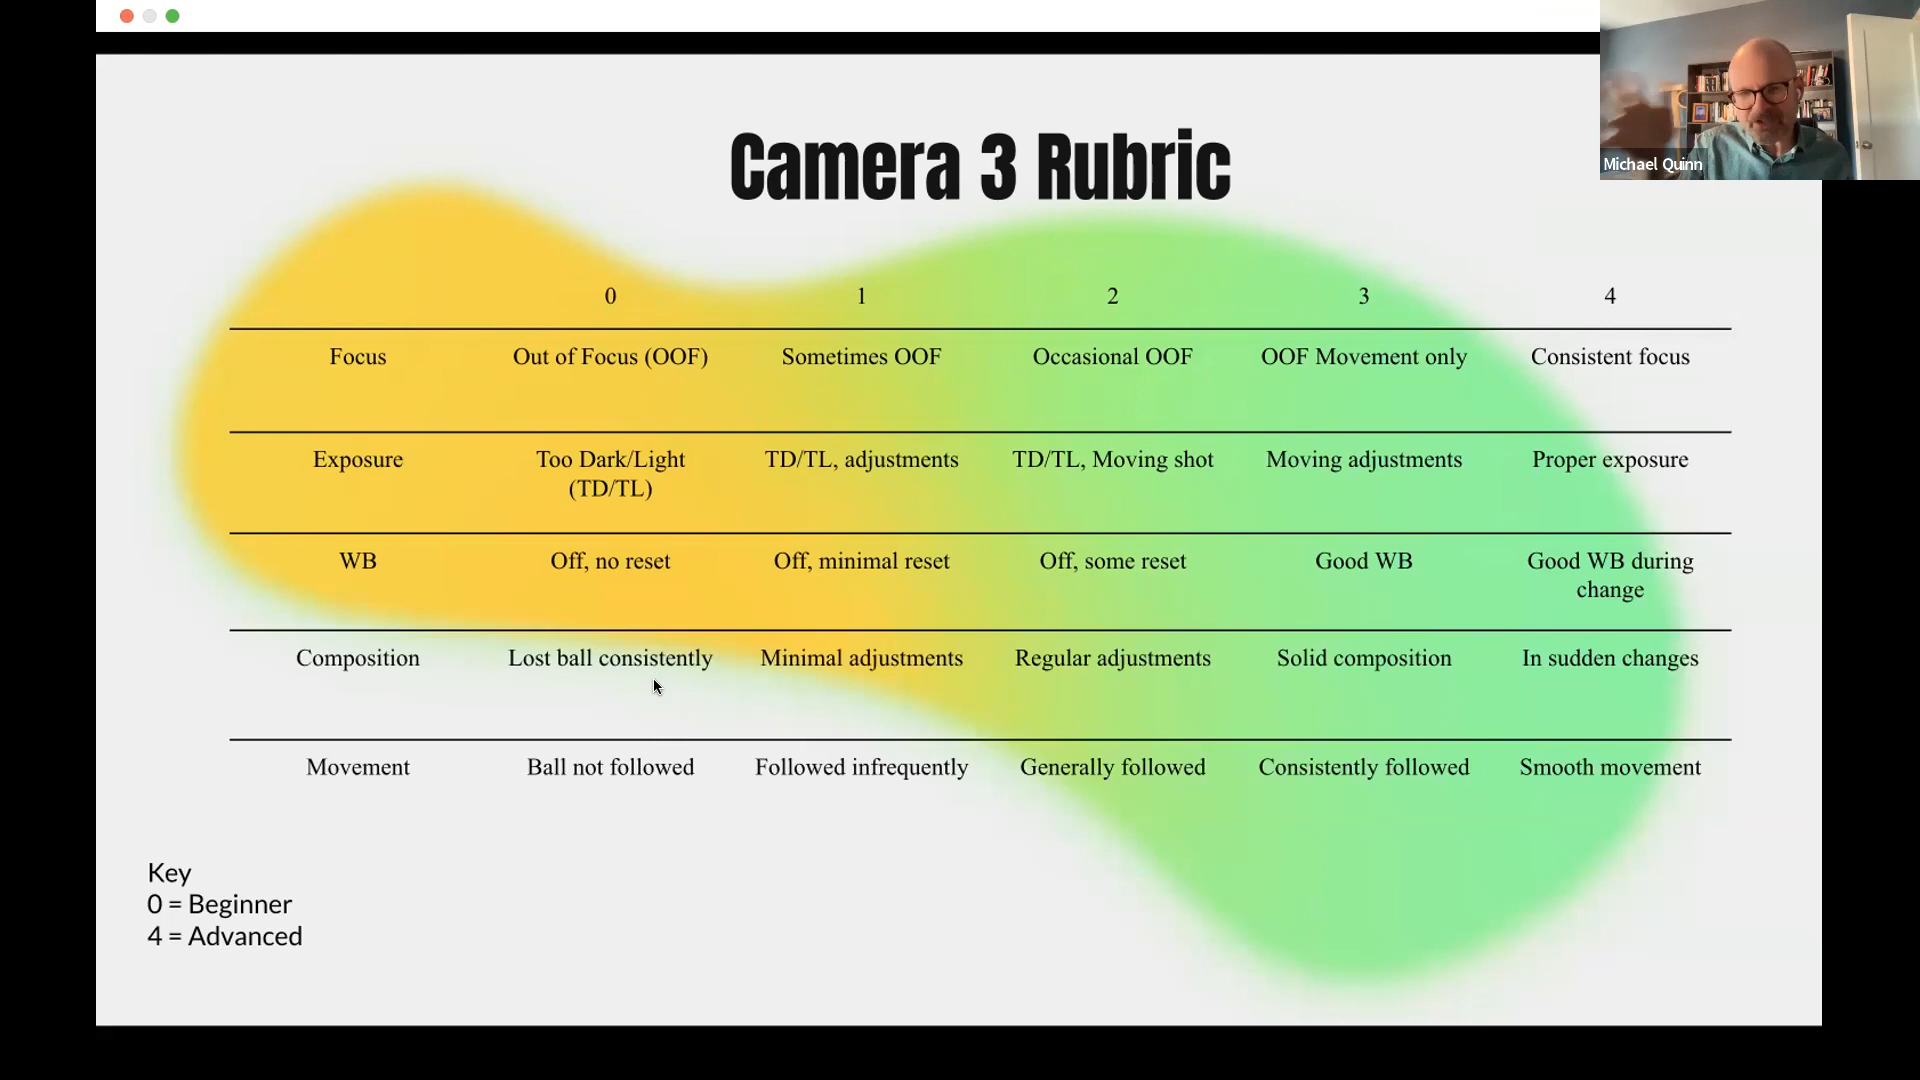 Michael Quinn
Camera 3 Rubric
0 1 2 3 4
Focus Out of Focus (OOF) Sometimes OOF Occasional OOF OOF Movement only Consistent focus
Exposure Too Dark/Light TD/TL, adjustments TD/TL, Moving shot Moving adjustments Proper exposure
(TD/TL)
WB Off, no reset Off, minimal reset Off, some reset Good WB Good WB during
change
Composition Lost ball consistently Minimal adjustments Regular adjustments Solid composition In sudden changes
Movement Ball not followed Followed infrequently Generally followed Consistently followed Smooth movement
Key
0 = Beginner
4 = Advanced